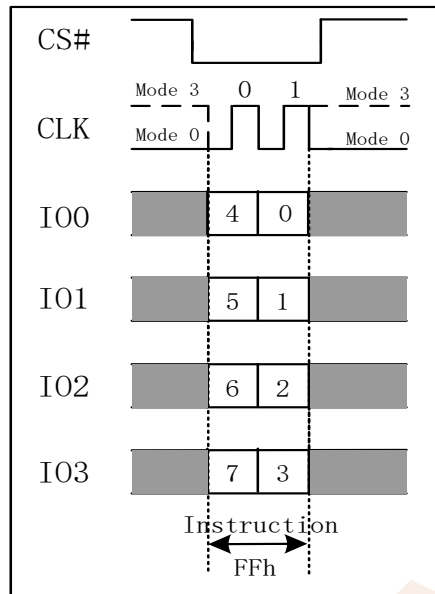 CS#
Mode 3 0 1 Mode 3
CLK
Mode 0 Mode 0
IO0 4 0
IO1 5 1
IO2 6 2
IO3 7 3
Instruction
FFh